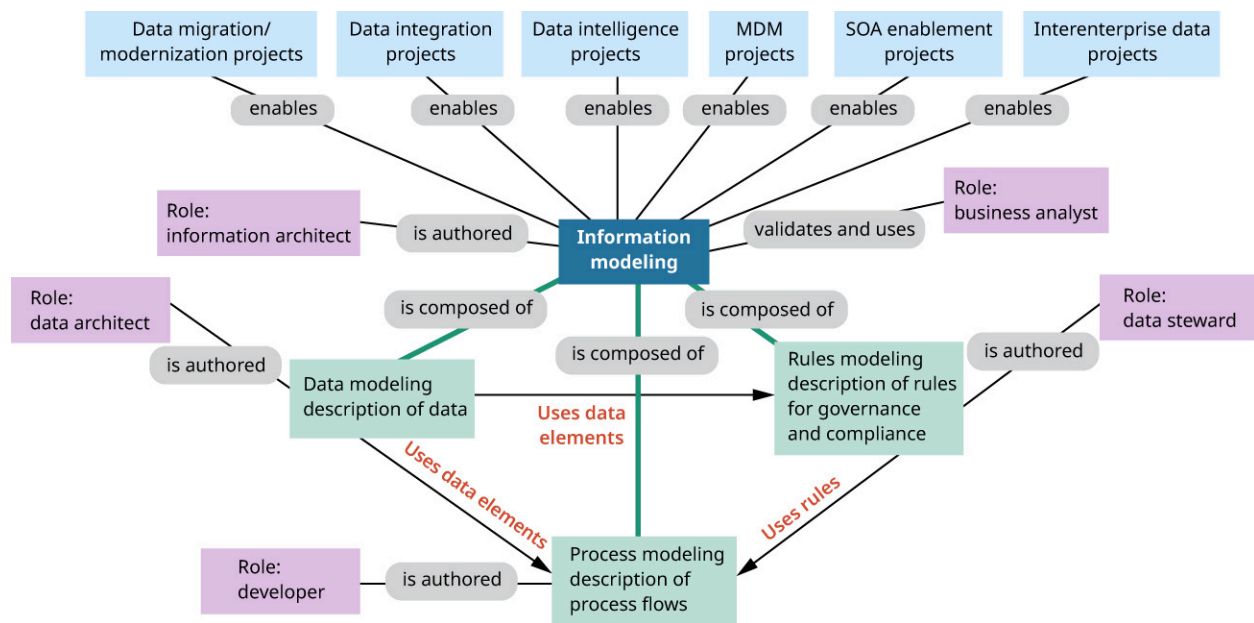 Data migration/
modernization projects
Data integration
projects
Data intelligence
projects
MDM
projects
SOA enablement
projects
Interenterprise data
projects
enables
enables
enables
enables
enables
enables
Role:
information architect
is authored
Information
modeling
validates and uses
Role:
business analyst
Role:
data architect
is authored
is composed of
is composed of
is composed of
Role:
data steward
is authored
Data modeling
description of data
Uses data
elements
Rules modeling
description of rules
for governance
and compliance
Uses data elements
Uses rules
Role:
developer
is authored
Process modeling
description of
process flows